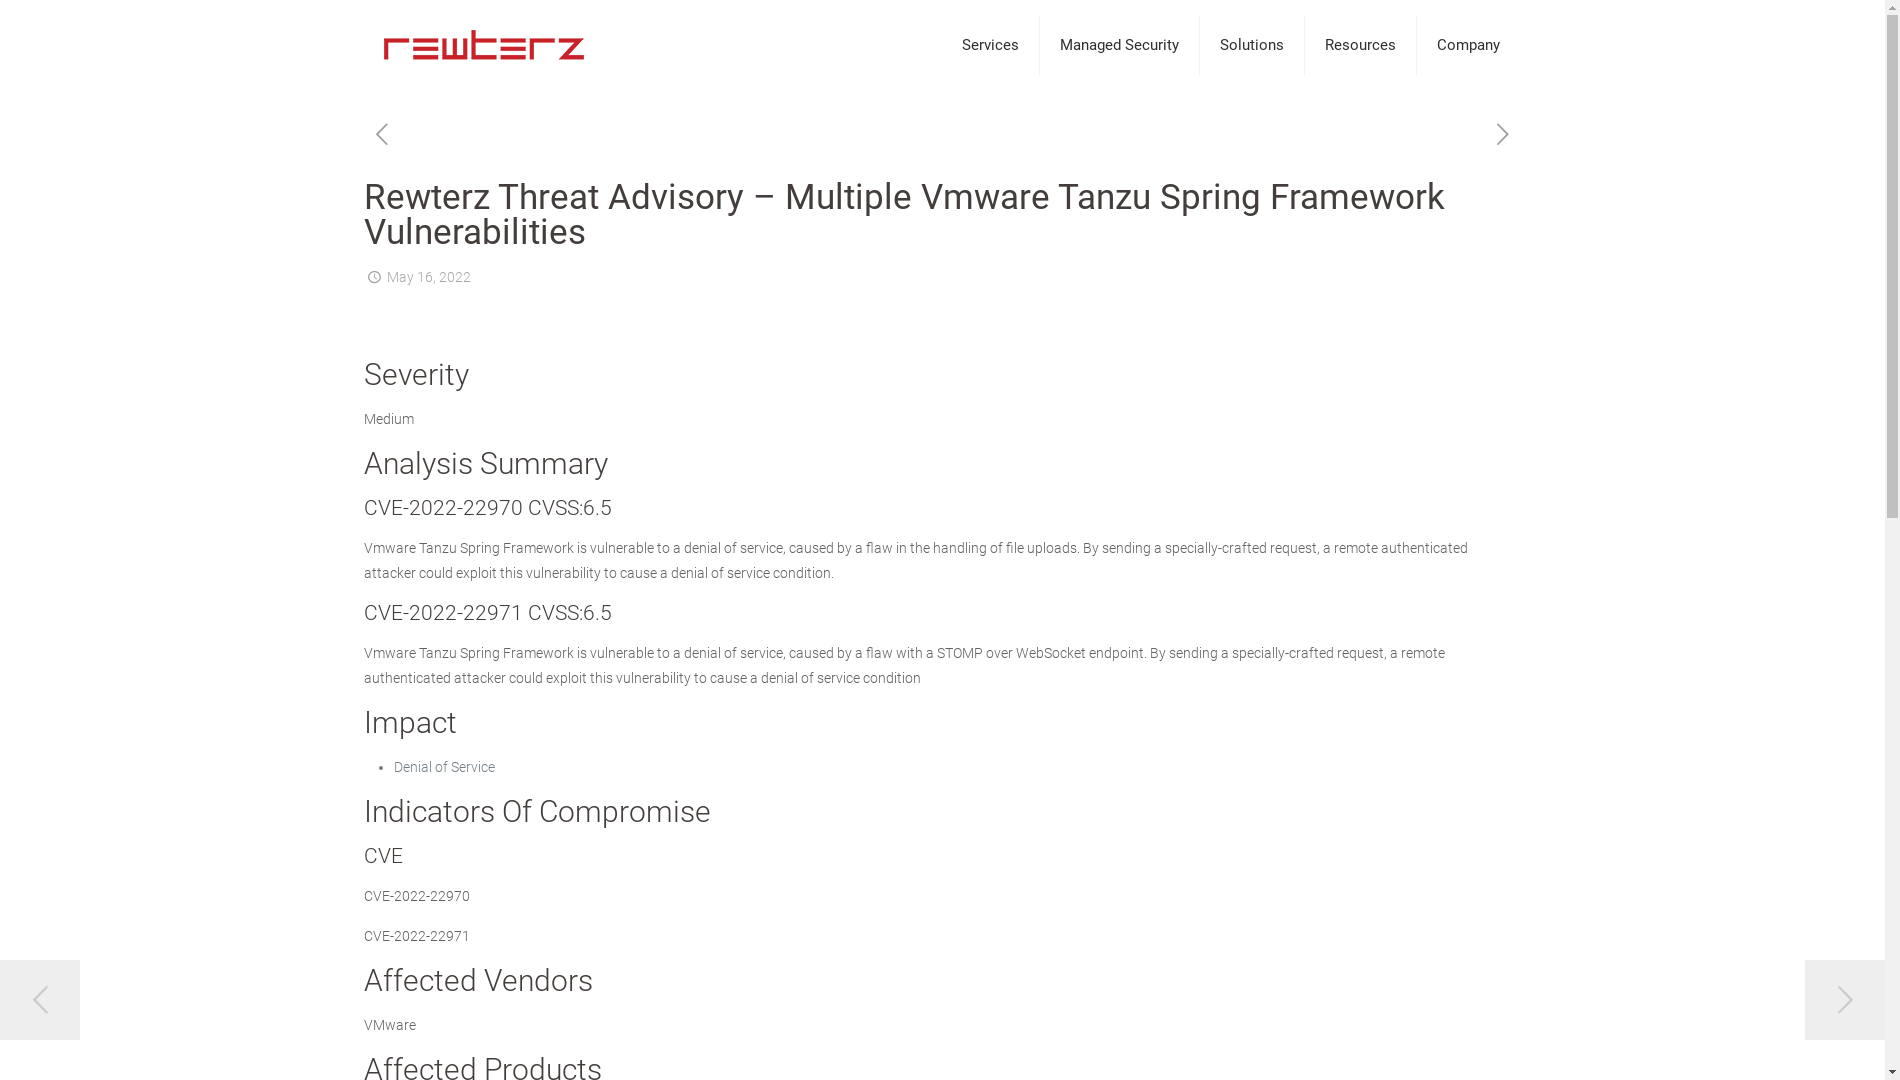 rewterz
Services
Managed Security
Solutions
Resources
Company
Rewterz Threat Advisory – Multiple Vmware Tanzu Spring Framework
Vulnerabilities
May 16, 2022
Severity
Medium
Analysis Summary
CVE-2022-22970 CVSS:6.5
Vmware Tanzu Spring Framework is vulnerable to a denial of service, caused by a flaw in the handling of file uploads. By sending a specially-crafted request, a remote authenticated
attacker could exploit this vulnerability to cause a denial of service condition.
CVE-2022-22971 CVSS:6.5
Vmware Tanzu Spring Framework is vulnerable to a denial of service, caused by a flaw with a STOMP over WebSocket endpoint. By sending a specially-crafted request, a remote
authenticated attacker could exploit this vulnerability to cause a denial of service condition
Impact
• Denial of Service
Indicators Of Compromise
CVE
CVE-2022-22970
CVE-2022-22971
Affected Vendors
VMware
Affected Products